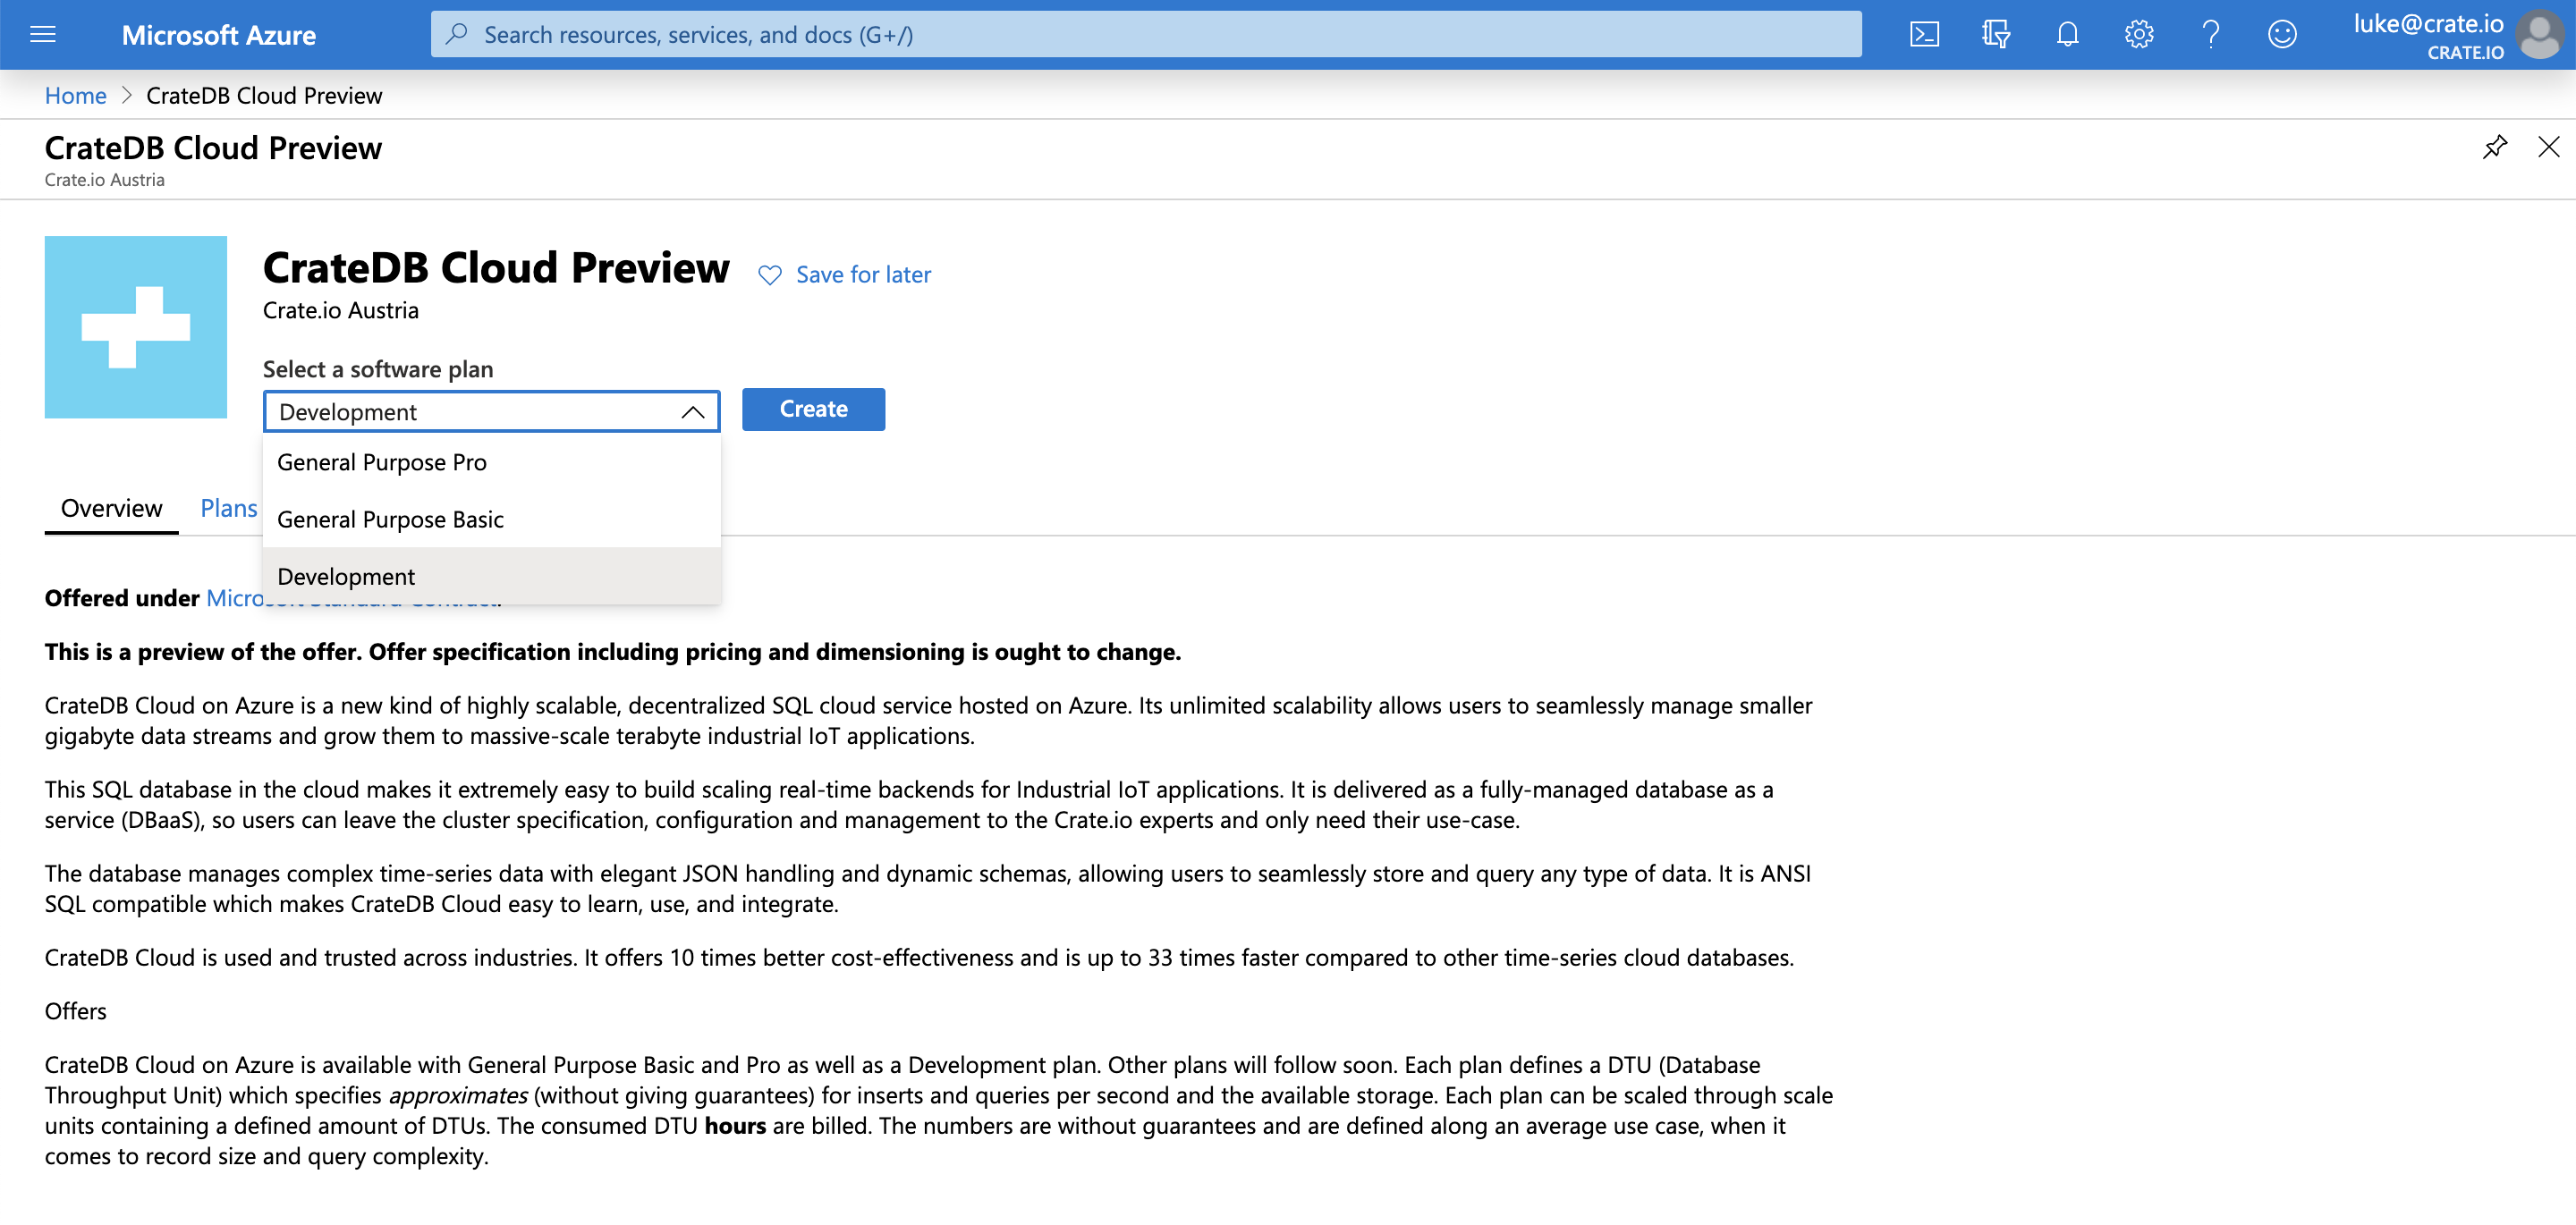 Microsoft Azure
Search resources, services, and docs (G+/)
luke@crate.io
CRATE.IO
Home > CrateDB Cloud Preview
CrateDB Cloud Preview
Crate.io Austria
CrateDB Cloud Preview
Save for later
Crate.io Austria
Select a software plan
Development
Create
General Purpose Pro
General Purpose Basic
Development
Overview Plans
Offered under Microsoft Standard Contract.
This is a preview of the offer. Offer specification including pricing and dimensioning is ought to change.
CrateDB Cloud on Azure is a new kind of highly scalable, decentralized SQL cloud service hosted on Azure. Its unlimited scalability allows users to seamlessly manage smaller
gigabyte data streams and grow them to massive-scale terabyte industrial IoT applications.
This SQL database in the cloud makes it extremely easy to build scaling real-time backends for Industrial IoT applications. It is delivered as a fully-managed database as a
service (DBaaS), so users can leave the cluster specification, configuration and management to the Crate.io experts and only need their use-case.
The database manages complex time-series data with elegant JSON handling and dynamic schemas, allowing users to seamlessly store and query any type of data. It is ANSI
SQL compatible which makes CrateDB Cloud easy to learn, use, and integrate.
CrateDB Cloud is used and trusted across industries. It offers 10 times better cost-effectiveness and is up to 33 times faster compared to other time-series cloud databases.
Offers
CrateDB Cloud on Azure is available with General Purpose Basic and Pro as well as a Development plan. Other plans will follow soon. Each plan defines a DTU (Database
Throughput Unit) which specifies approximates (without giving guarantees) for inserts and queries per second and the available storage. Each plan can be scaled through scale
units containing a defined amount of DTUs. The consumed DTU hours are billed. The numbers are without guarantees and are defined along an average use case, when it
comes to record size and query complexity.